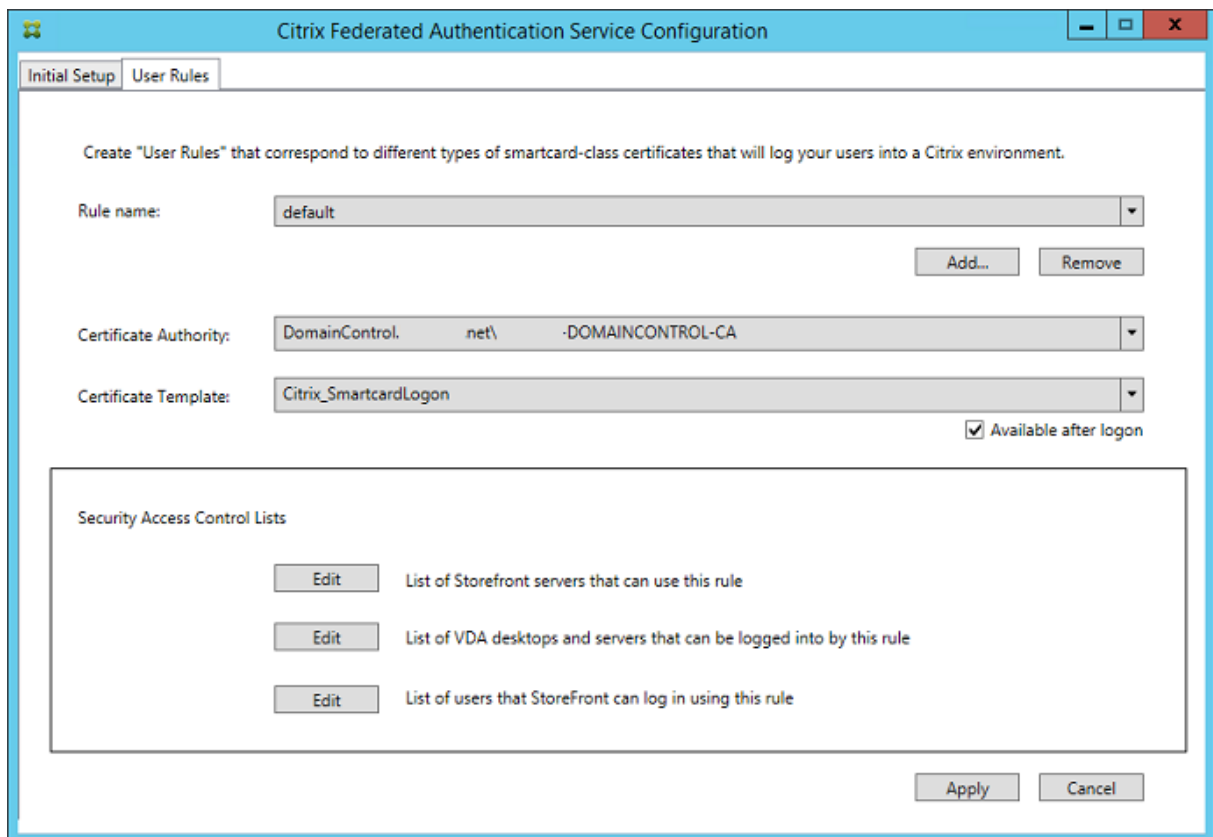 Citrix Federated Authentication Service Configuration
Initial Setup User Rules
Create "User Rules" that correspond to different types of smartcard-class certificates that will log your users into a Citrix environment.
Rule name: default
Add... Remove
Certificate Authority: DomainControl. net\ -DOMAINCONTROL-CA
Certificate Template: Citrix_SmartcardLogon
Available after logon
Security Access Control Lists
Edit List of Storefront servers that can use this rule
Edit List of VDA desktops and servers that can be logged into by this rule
Edit List of users that StoreFront can log in using this rule
Apply Cancel